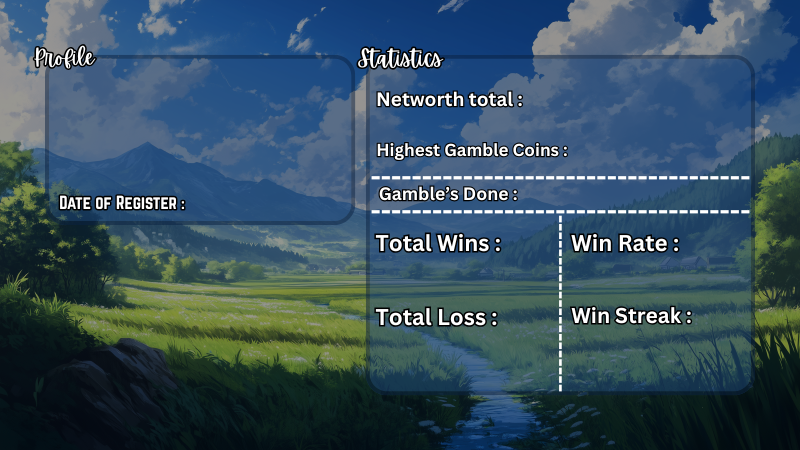 Profile
Date of Register :
Statistics
Networth total :
Highest Gamble Coins :
Gamble's Done :
Total Wins :
Win Rate :
Total Loss :
Win Streak :